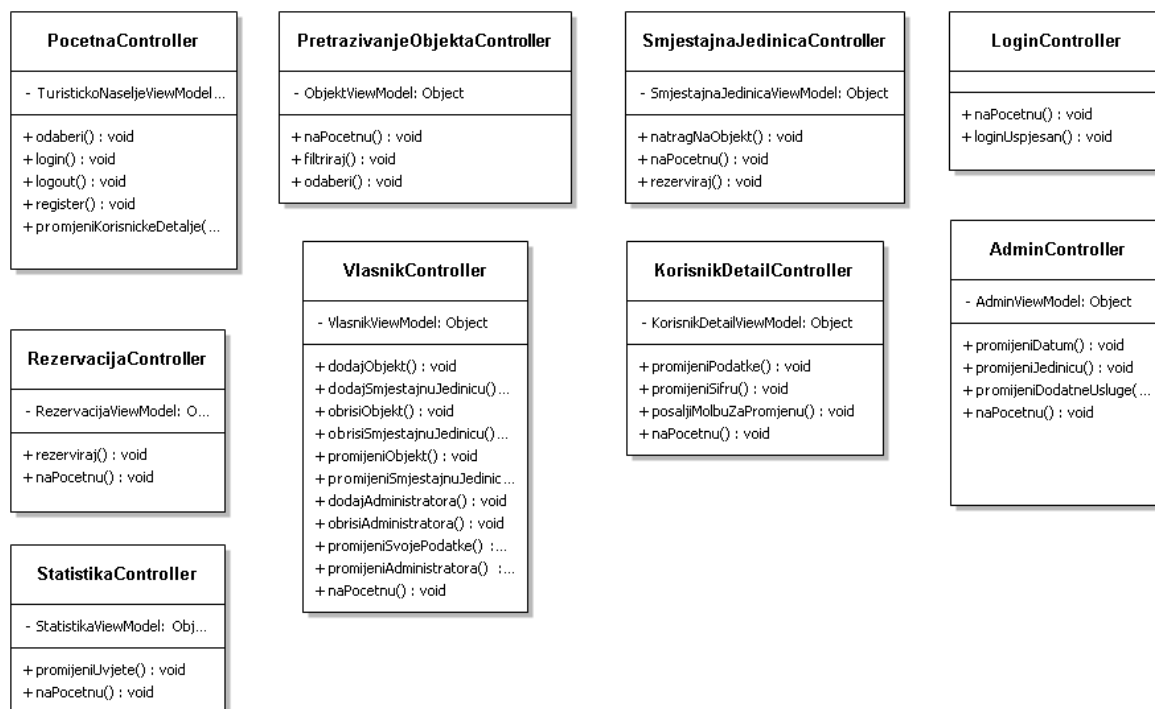 PocetnaController
- TuristickoNaseljeViewModel...
+ odaberi() : void
+ login() : void
+ logout() : void
+ register() : void
+ promjeniKorisnickeDetalje(...
PretrazivanjeObjektaController
- ObjektViewModel: Object
+ naPocetnu() : void
+ filtriraj() : void
+ odaberi() : void
SmjestajnaJedinicaController
- SmjestajnaJedinicaViewModel: Object
+ natragNaObjekt() : void
+ naPocetnu() : void
+ rezerviraj() : void
LoginController
+ naPocetnu() : void
+ loginUspjesan() : void
VlasnikController
- VlasnikViewModel: Object
+ dodajObjekt() : void
+ dodajSmjestajnuJedinicu()...
+ obrisiObjekt() : void
+ obrisiSmjestajnuJedinicu()...
+ promijeniObjekt() : void
+ promijeniSmjestajnuJedinic...
+ dodajAdministratora() : void
+ obrisiAdministratora() : void
+ promijeniSvojePodatke() :...
+ promijeniAdministratora() :...
+ naPocetnu() : void
KorisnikDetailController
- KorisnikDetailViewModel: Object
+ promijeniPodatke() : void
+ promijeniSifru() : void
+ posaljiMolbuZaPromjenu() : void
+ naPocetnu() : void
AdminController
- AdminViewModel: Object
+ promijeniDatum() : void
+ promijeniJedinicu() : void
+ promijeniDodatneUsluge(...
+ naPocetnu() : void
RezervacijaController
- RezervacijaViewModel: O...
+ rezerviraj() : void
+ naPocetnu() : void
StatistikaController
- StatistikaViewModel: Obj...
+ promijeniUvjete() : void
+ naPocetnu() : void